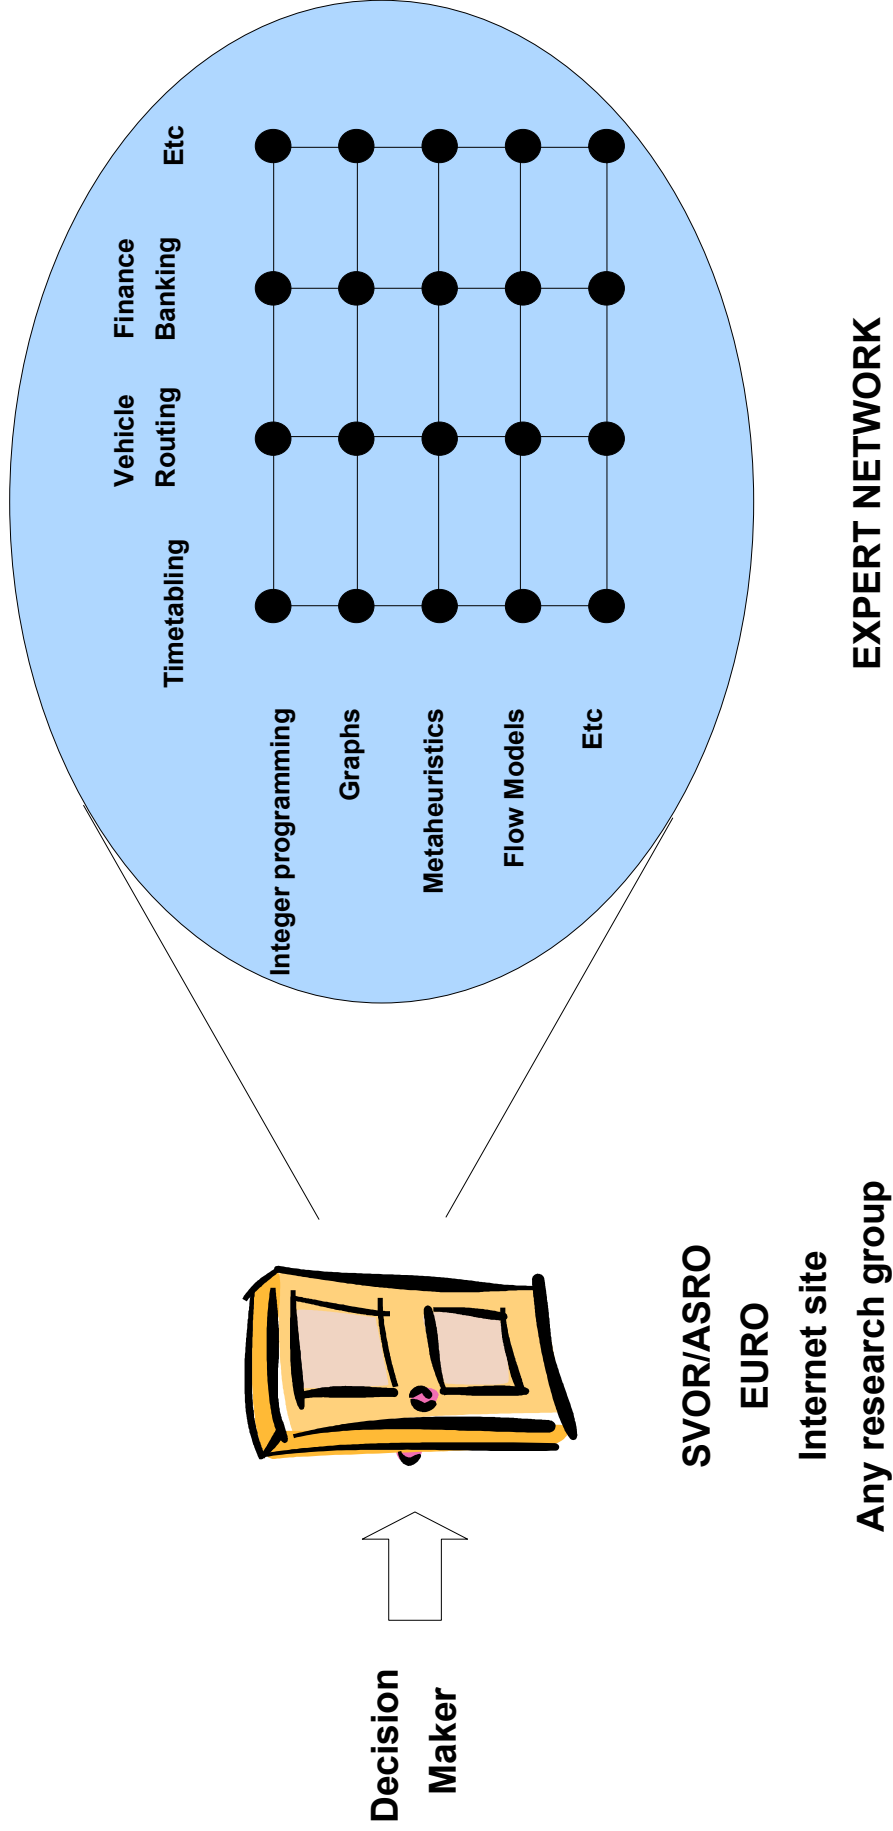 Decision
Maker
SVOR/ASRO
EURO
Internet site
Any research group
Timetabling
Vehicle
Routing
Finance
Banking
Etc
Integer programming
Graphs
Metaheuristics
Flow Models
Etc
EXPERT NETWORK